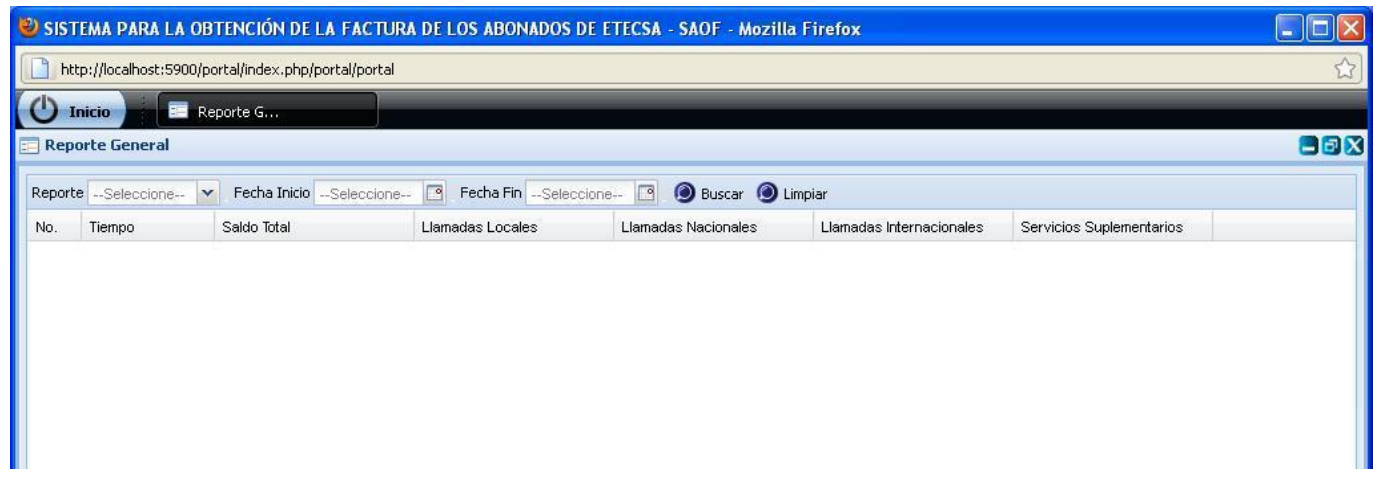 SISTEMA PARA LA OBTENCIÓN DE LA FACTURA DE LOS ABONADOS DE ETECSA - SAOF - Mozilla Firefox
http://localhost:5900/portal/index.php/portal/portal
Inicio Reporte G...
Reporte General
Reporte --Seleccione-- Fecha Inicio --Seleccione-- Fecha Fin --Seleccione-- Buscar Limpiar
No. Tiempo Saldo Total Llamadas Locales Llamadas Nacionales Llamadas Internacionales Servicios Suplementarios